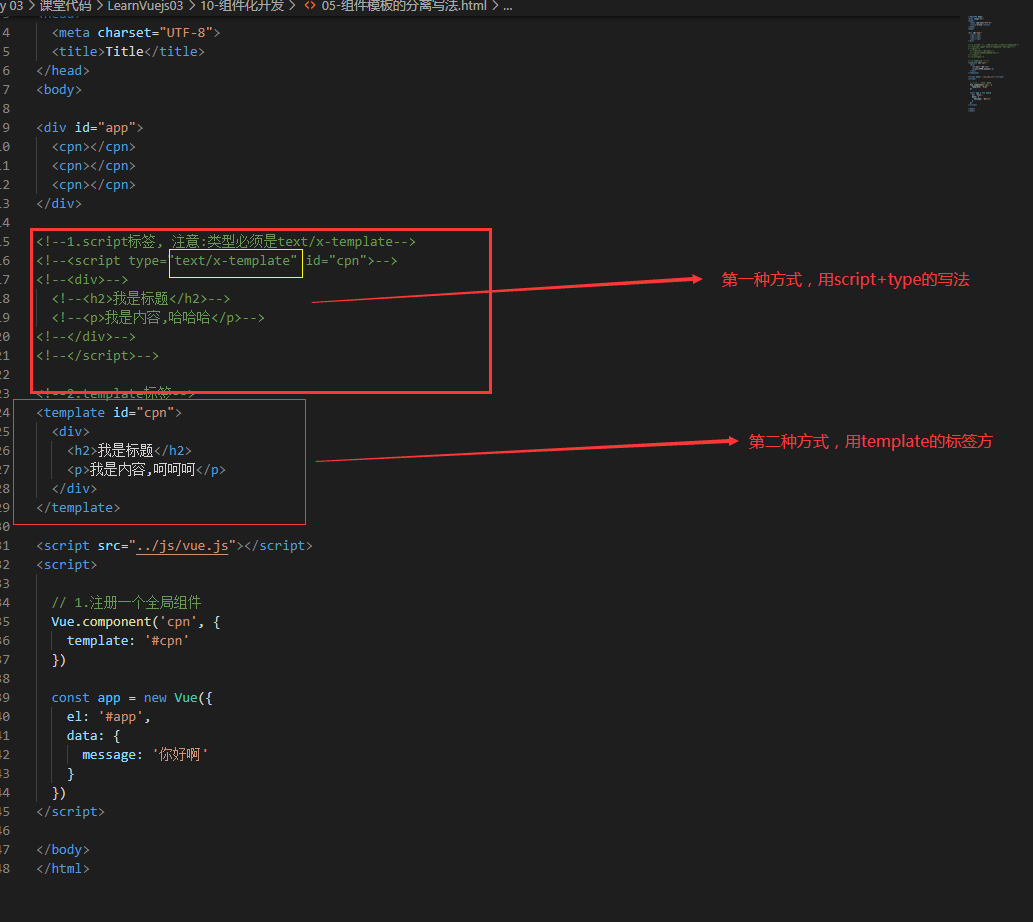 y 03 > 课堂代码 > LearnVuejs03 > 10-组件化开发 > <> 05-组件模板的分离写法.html > ...
4 <meta charset="UTF-8">
5 <title>Title</title>
6 </head>
7 <body>
8
9 <div id="app">
0 <cpn></cpn>
1 <cpn></cpn>
2 <cpn></cpn>
3 </div>
4
5 <!--1.script标签, 注意:类型必须是text/x-template-->
6 <!--<script type="text/x-template" id="cpn">-->
7 <!--<div>-->
8 <!--<h2>我是标题</h2>-->
第一种方式，用script+type的写法
9 <!--<p>我是内容,哈哈哈</p>-->
20 <!--</div>-->
21 <!--</script>-->
22
23 <!--2.template标签-->
24 <template id="cpn">
25 <div>
第二种方式，用template的标签方
26 <h2>我是标题</h2>
27 <p>我是内容,呵呵呵</p>
28 </div>
29 </template>
30
31 <script src="../js/vue.js"></script>
32 <script>
33
34 // 1.注册一个全局组件
35 Vue.component('cpn', {
36 template: '#cpn'
37 })
38
39 const app = new Vue({
40 el: '#app',
41 data: {
42 message: '你好啊'
43 }
44 })
45 </script>
46
47 </body>
48 </html>